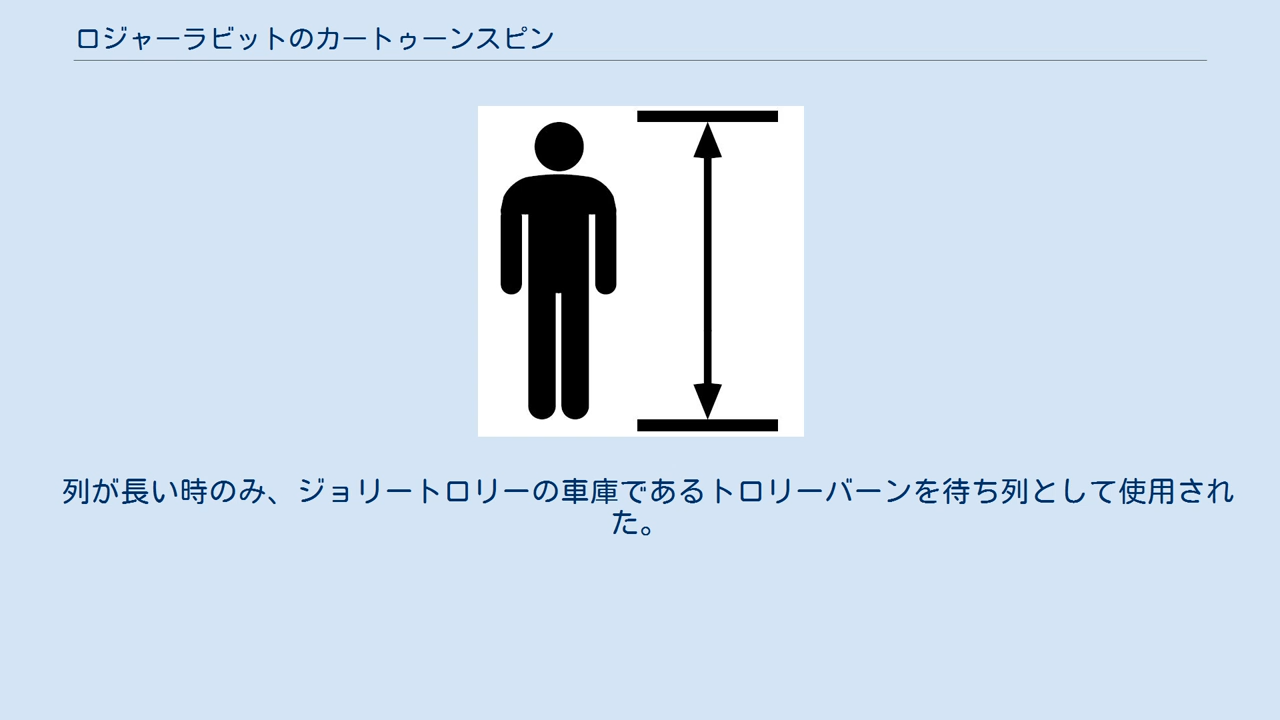 ロジャーラビットのカートゥーンスピン
列が長い時のみ、ジョリートロリーの車庫であるトロリーバーンを待ち列として使用され
た。